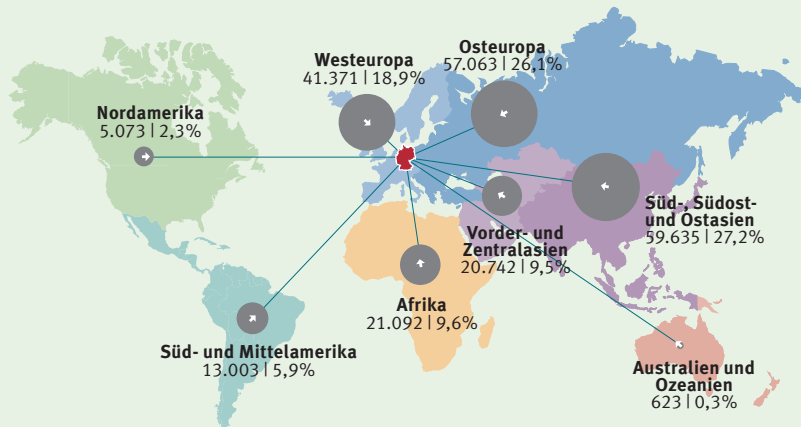 Westeuropa
41.371 | 18,9%
Osteuropa
57.063 | 26,1%
Nordamerika
5.073 | 2,3%
Süd-, Südost-
und Ostasien
59.635 | 27,2%
Vorder- und
Zentralasien
20.742 | 9,5%
Afrika
21.092 | 9,6%
Süd- und Mittelamerika
13.003 | 5,9%
Australien und
Ozeanien
623 | 0,3%